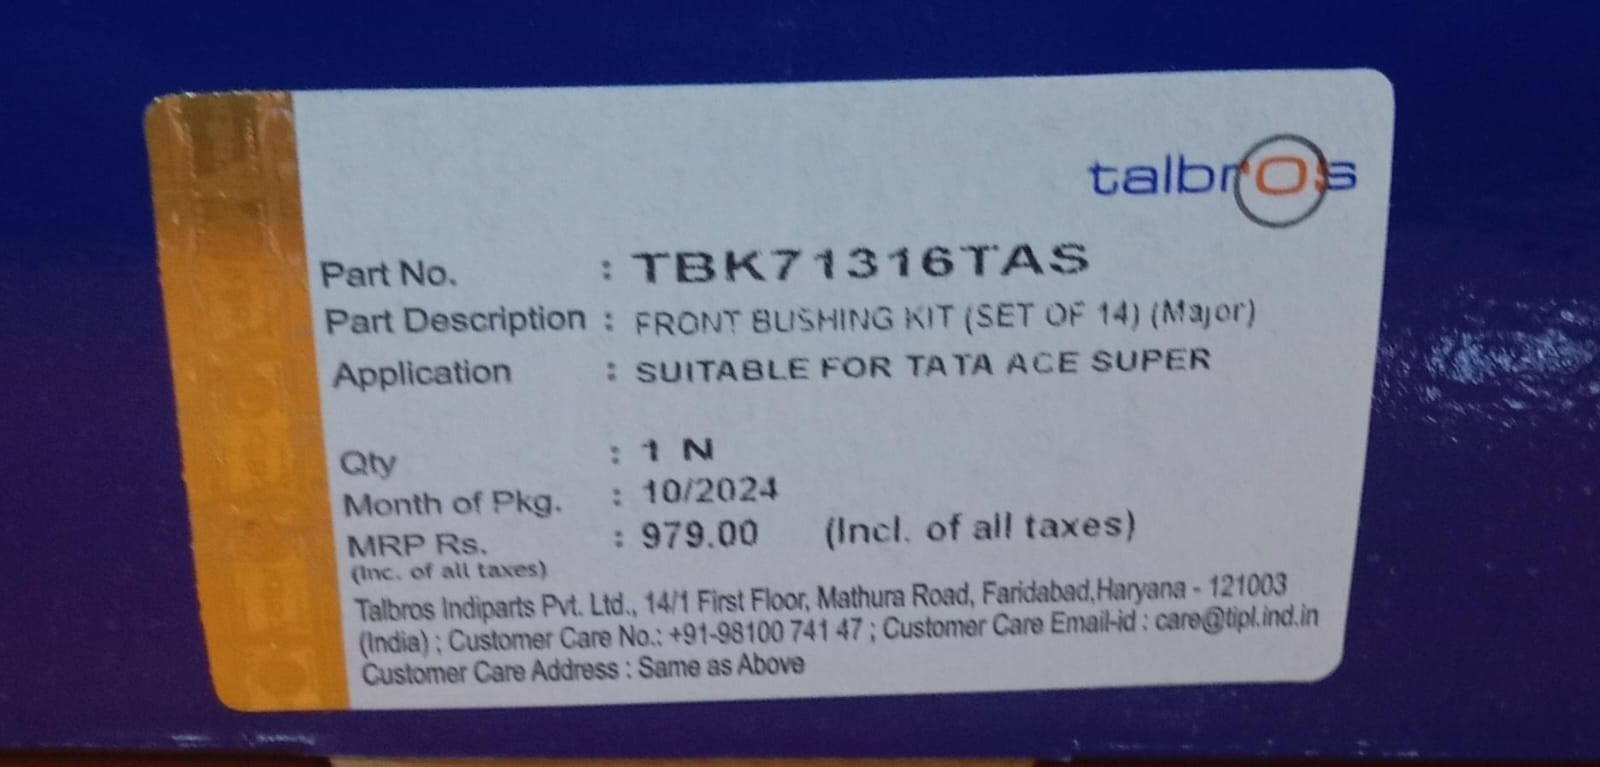 talbros
Part No. : TBK71316TAS
Part Description : FRONT BUSHING KIT (SET OF 14) (Major)
Application : SUITABLE FOR TATA ACE SUPER
Qty : 1 N
Month of Pkg. : 10/2024
MRP Rs. : 979.00 (Incl. of all taxes)
(Inc. of all taxes)
Talbros Indiparts Pvt. Ltd., 14/1 First Floor, Mathura Road, Faridabad,Haryana - 121003
(India) ; Customer Care No.: +91-98100 741 47 ; Customer Care Email-id : care@tipl.ind.in
Customer Care Address : Same as Above